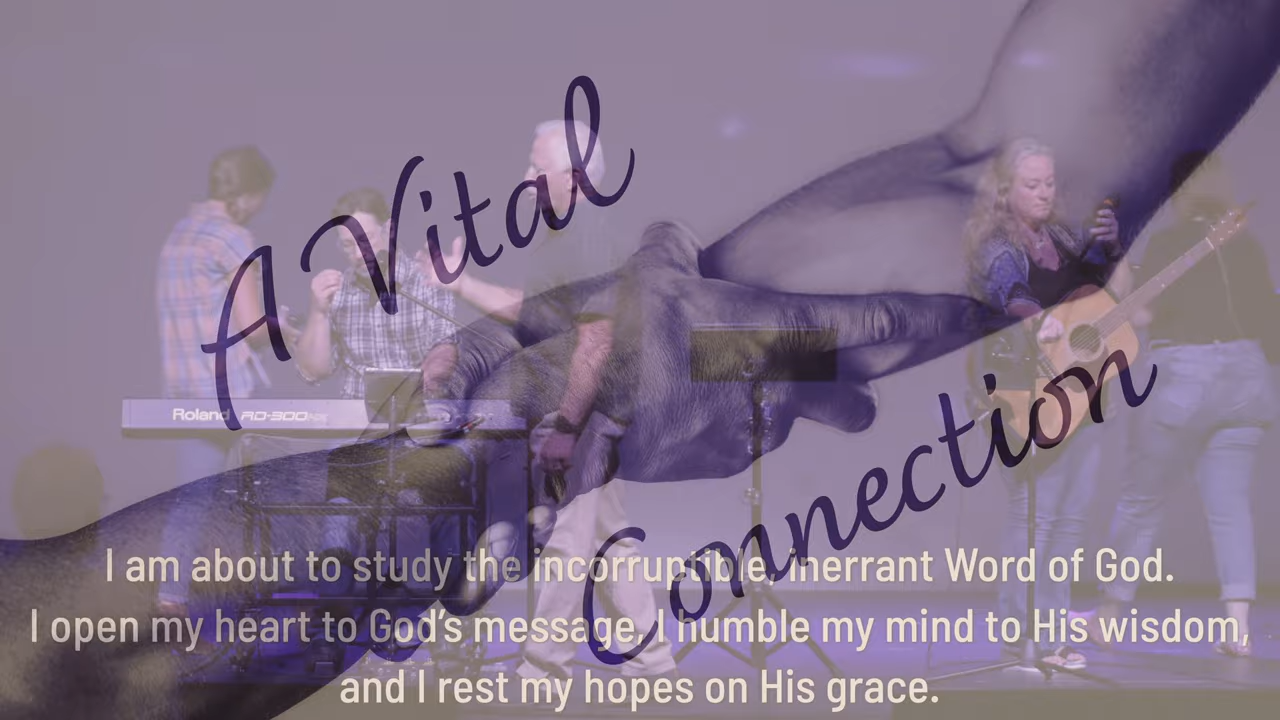 A Vital
Connection
Roland RD-300
I am about to study the incorruptible, inerrant Word of God.
I open my heart to God's message, I humble my mind to His wisdom,
and I rest my hopes on His grace.